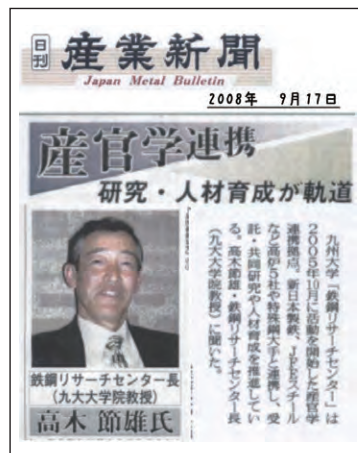 日刊
産業新聞
Japan Metal Bulletin
2008年 9月17日
産官学連携
研究・人材育成が軌道
九州大学「鉄鋼リサーチセンター」は
2005年10月に活動を開始した産官学
連携拠点。新日本製鉄、JFEスチール
など高炉5社や特殊鋼大手と連携し、受
託・共同研究や人材育成を推進してい
る。高木節雄・鉄鋼リサーチセンター長
（九大大学院教授）に聞いた。
鉄鋼リサーチセンター長
（九大大学院教授）
高木 節雄氏